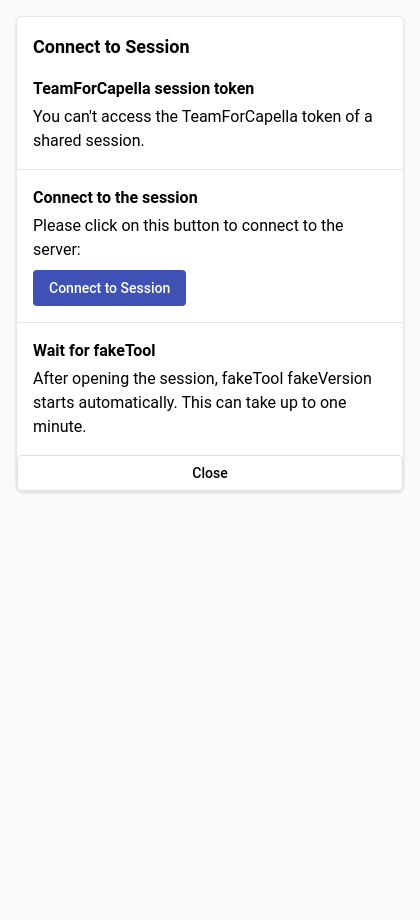 Connect to Session
TeamForCapella session token
You can't access the TeamForCapella token of a
shared session.
Connect to the session
Please click on this button to connect to the
server:
Connect to Session
Wait for fakeTool
After opening the session, fakeTool fakeVersion
starts automatically. This can take up to one
minute.
Close